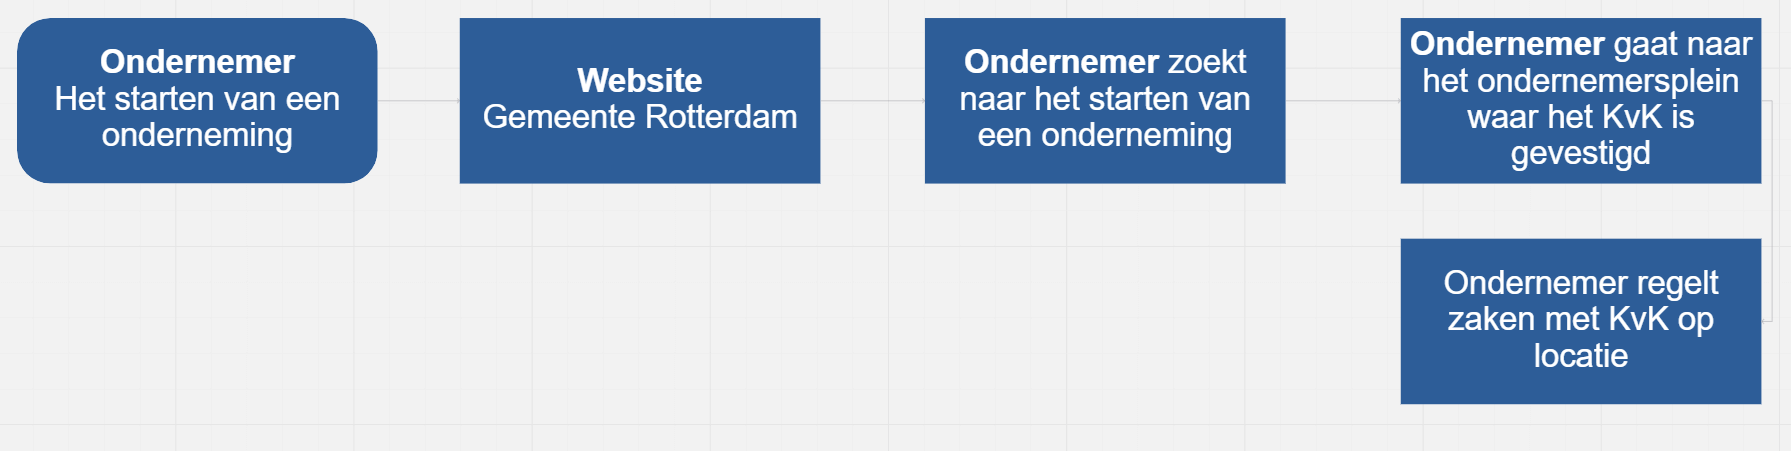 Ondernemer
Het starten van een
onderneming
Website
Gemeente Rotterdam
Ondernemer zoekt
naar het starten van
een onderneming
Ondernemer gaat naar
het ondernemersplein
waar het KvK is
gevestigd
Ondernemer regelt
zaken met KvK op
locatie